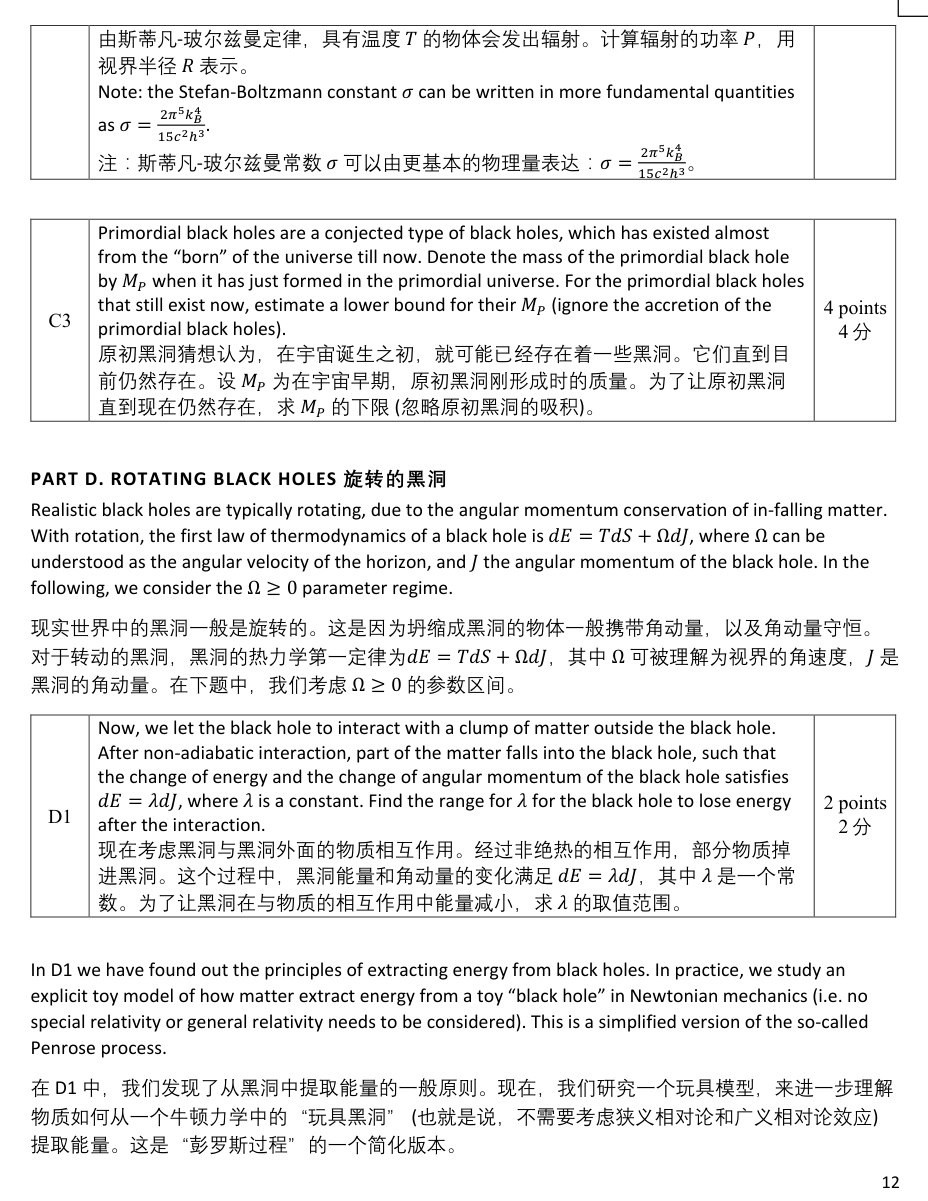 由斯蒂凡-玻尔兹曼定律，具有温度 T 的物体会发出辐射。计算辐射的功率 P，用
视界半径 R 表示。
Note: the Stefan-Boltzmann constant σ can be written in more fundamental quantities
as σ = 2π⁵k_B⁴/15c²h³.
注：斯蒂凡-玻尔兹曼常数 σ 可以由更基本的物理量表达：σ = 2π⁵k_B⁴/15c²h³。
Primordial black holes are a conjected type of black holes, which has existed almost
from the “born” of the universe till now. Denote the mass of the primordial black hole
by M_P when it has just formed in the primordial universe. For the primordial black holes
that still exist now, estimate a lower bound for their M_P (ignore the accretion of the
primordial black holes).
C3
4 points
4 分
原初黑洞猜想认为，在宇宙诞生之初，就可能已经存在着一些黑洞。它们直到目
前仍然存在。设 M_P 为在宇宙早期，原初黑洞刚形成时的质量。为了让原初黑洞
直到现在仍然存在，求 M_P 的下限 (忽略原初黑洞的吸积)。
PART D. ROTATING BLACK HOLES 旋转的黑洞
Realistic black holes are typically rotating, due to the angular momentum conservation of in-falling matter.
With rotation, the first law of thermodynamics of a black hole is dE = TdS + ΩdJ, where Ω can be
understood as the angular velocity of the horizon, and J the angular momentum of the black hole. In the
following, we consider the Ω ≥ 0 parameter regime.
现实世界中的黑洞一般是旋转的。这是因为坍缩成黑洞的物体一般携带角动量，以及角动量守恒。
对于转动的黑洞，黑洞的热力学第一定律为dE = TdS + ΩdJ，其中 Ω 可被理解为视界的角速度，J 是
黑洞的角动量。在下题中，我们考虑 Ω ≥ 0 的参数区间。
Now, we let the black hole to interact with a clump of matter outside the black hole.
After non-adiabatic interaction, part of the matter falls into the black hole, such that
the change of energy and the change of angular momentum of the black hole satisfies
dE = λdJ, where λ is a constant. Find the range for λ for the black hole to lose energy
after the interaction.
D1
2 points
2 分
现在考虑黑洞与黑洞外面的物质相互作用。经过非绝热的相互作用，部分物质掉
进黑洞。这个过程中，黑洞能量和角动量的变化满足 dE = λdJ，其中 λ 是一个常
数。为了让黑洞在与物质的相互作用中能量减小，求 λ 的取值范围。
In D1 we have found out the principles of extracting energy from black holes. In practice, we study an
explicit toy model of how matter extract energy from a toy “black hole” in Newtonian mechanics (i.e. no
special relativity or general relativity needs to be considered). This is a simplified version of the so-called
Penrose process.
在 D1 中，我们发现了从黑洞中提取能量的一般原则。现在，我们研究一个玩具模型，来进一步理解
物质如何从一个牛顿力学中的 “玩具黑洞” (也就是说，不需要考虑狭义相对论和广义相对论效应)
提取能量。这是 “彭罗斯过程” 的一个简化版本。
12